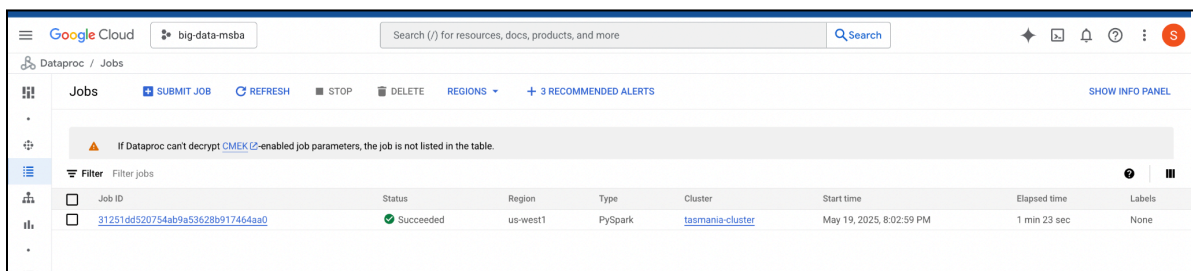 Google Cloud big-data-msba Search (/) for resources, docs, products, and more Search S
Dataproc / Jobs
Jobs SUBMIT JOB REFRESH STOP DELETE REGIONS + 3 RECOMMENDED ALERTS SHOW INFO PANEL
If Dataproc can't decrypt CMEK-enabled job parameters, the job is not listed in the table.
Filter Filter jobs
Job ID Status Region Type Cluster Start time Elapsed time Labels
31251dd520754ab9a53628b917464aa0 Succeeded us-west1 PySpark tasmania-cluster May 19, 2025, 8:02:59 PM 1 min 23 sec None